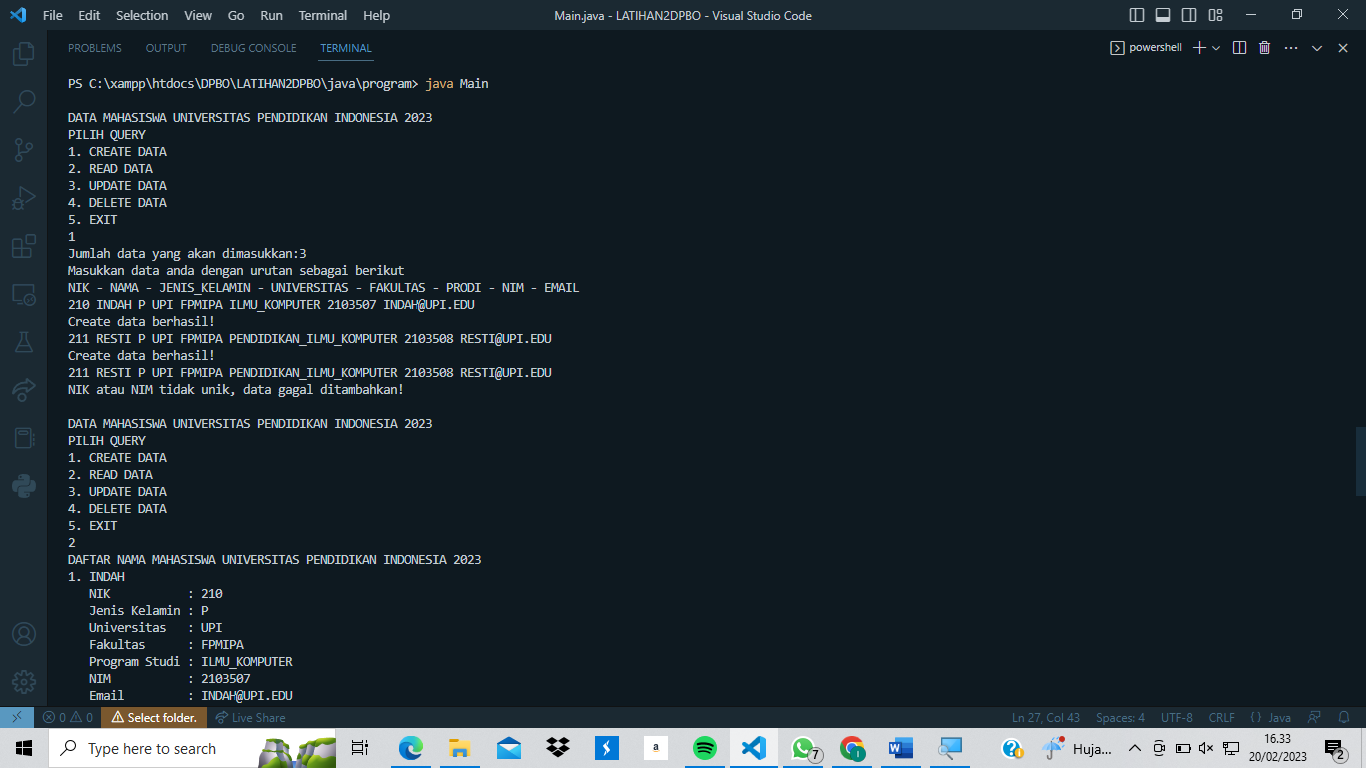 File Edit Selection View Go Run Terminal Help Main.java - LATIHAN2DPBO - Visual Studio Code
PROBLEMS OUTPUT DEBUG CONSOLE TERMINAL powershell
PS C:\xampp\htdocs\DPBO\LATIHAN2DPBO\java\program> java Main
DATA MAHASISWA UNIVERSITAS PENDIDIKAN INDONESIA 2023
PILIH QUERY
1. CREATE DATA
2. READ DATA
3. UPDATE DATA
4. DELETE DATA
5. EXIT
1
Jumlah data yang akan dimasukkan:3
Masukkan data anda dengan urutan sebagai berikut
NIK - NAMA - JENIS_KELAMIN - UNIVERSITAS - FAKULTAS - PRODI - NIM - EMAIL
210 INDAH P UPI FPMIPA ILMU_KOMPUTER 2103507 INDAH@UPI.EDU
Create data berhasil!
211 RESTI P UPI FPMIPA PENDIDIKAN_ILMU_KOMPUTER 2103508 RESTI@UPI.EDU
Create data berhasil!
211 RESTI P UPI FPMIPA PENDIDIKAN_ILMU_KOMPUTER 2103508 RESTI@UPI.EDU
NIK atau NIM tidak unik, data gagal ditambahkan!
DATA MAHASISWA UNIVERSITAS PENDIDIKAN INDONESIA 2023
PILIH QUERY
1. CREATE DATA
2. READ DATA
3. UPDATE DATA
4. DELETE DATA
5. EXIT
2
DAFTAR NAMA MAHASISWA UNIVERSITAS PENDIDIKAN INDONESIA 2023
1. INDAH
NIK : 210
Jenis Kelamin : P
Universitas : UPI
Fakultas : FPMIPA
Program Studi : ILMU_KOMPUTER
NIM : 2103507
Email : INDAH@UPI.EDU
0 0 Select folder. Live Share Ln 27, Col 43 Spaces: 4 UTF-8 CRLF {} Java
Type here to search a 7 Huja... 16.33
20/02/2023 2